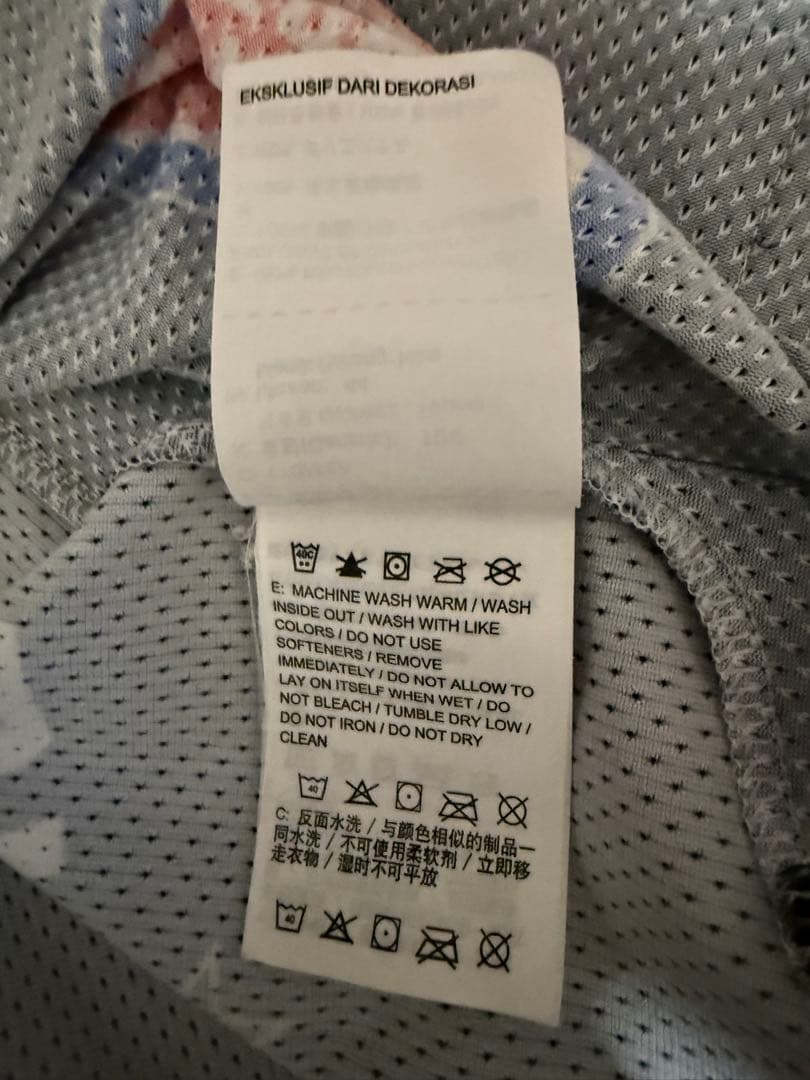 EKSKLUSIF DARI DEKORASI
40C
E: MACHINE WASH WARM / WASH
INSIDE OUT / WASH WITH LIKE
COLORS / DO NOT USE
SOFTENERS / REMOVE
IMMEDIATELY / DO NOT ALLOW TO
LAY ON ITSELF WHEN WET / DO
NOT BLEACH / TUMBLE DRY LOW /
DO NOT IRON / DO NOT DRY
CLEAN
40
C: 反面水洗 / 与颜色相似的制品一
同水洗 / 不可使用柔软剂 / 立即移
走衣物 / 湿时不可平放
40